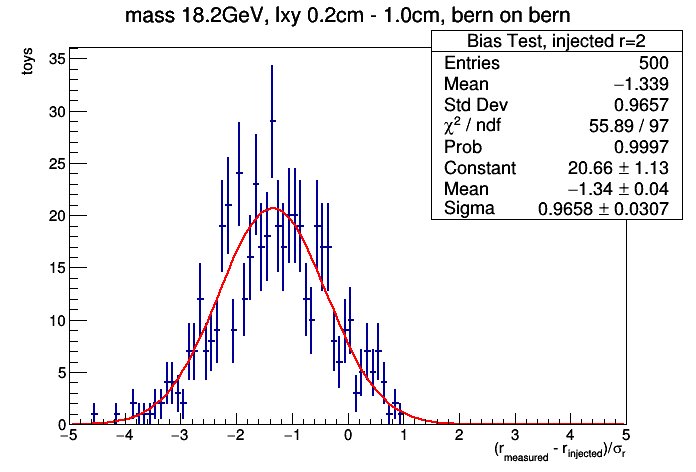 mass 18.2GeV, lxy 0.2cm - 1.0cm, bern on bern
Bias Test, injected r=2
Entries 500
Mean −1.339
Std Dev 0.9657
χ² / ndf 55.89 / 97
Prob 0.9997
Constant 20.66 ± 1.13
Mean −1.34 ± 0.04
Sigma 0.9658 ± 0.0307
toys
35
30
25
20
15
10
5
0
−5 −4 −3 −2 −1 0 1 2 3 4 5
(r_measured - r_injected)/σ_r